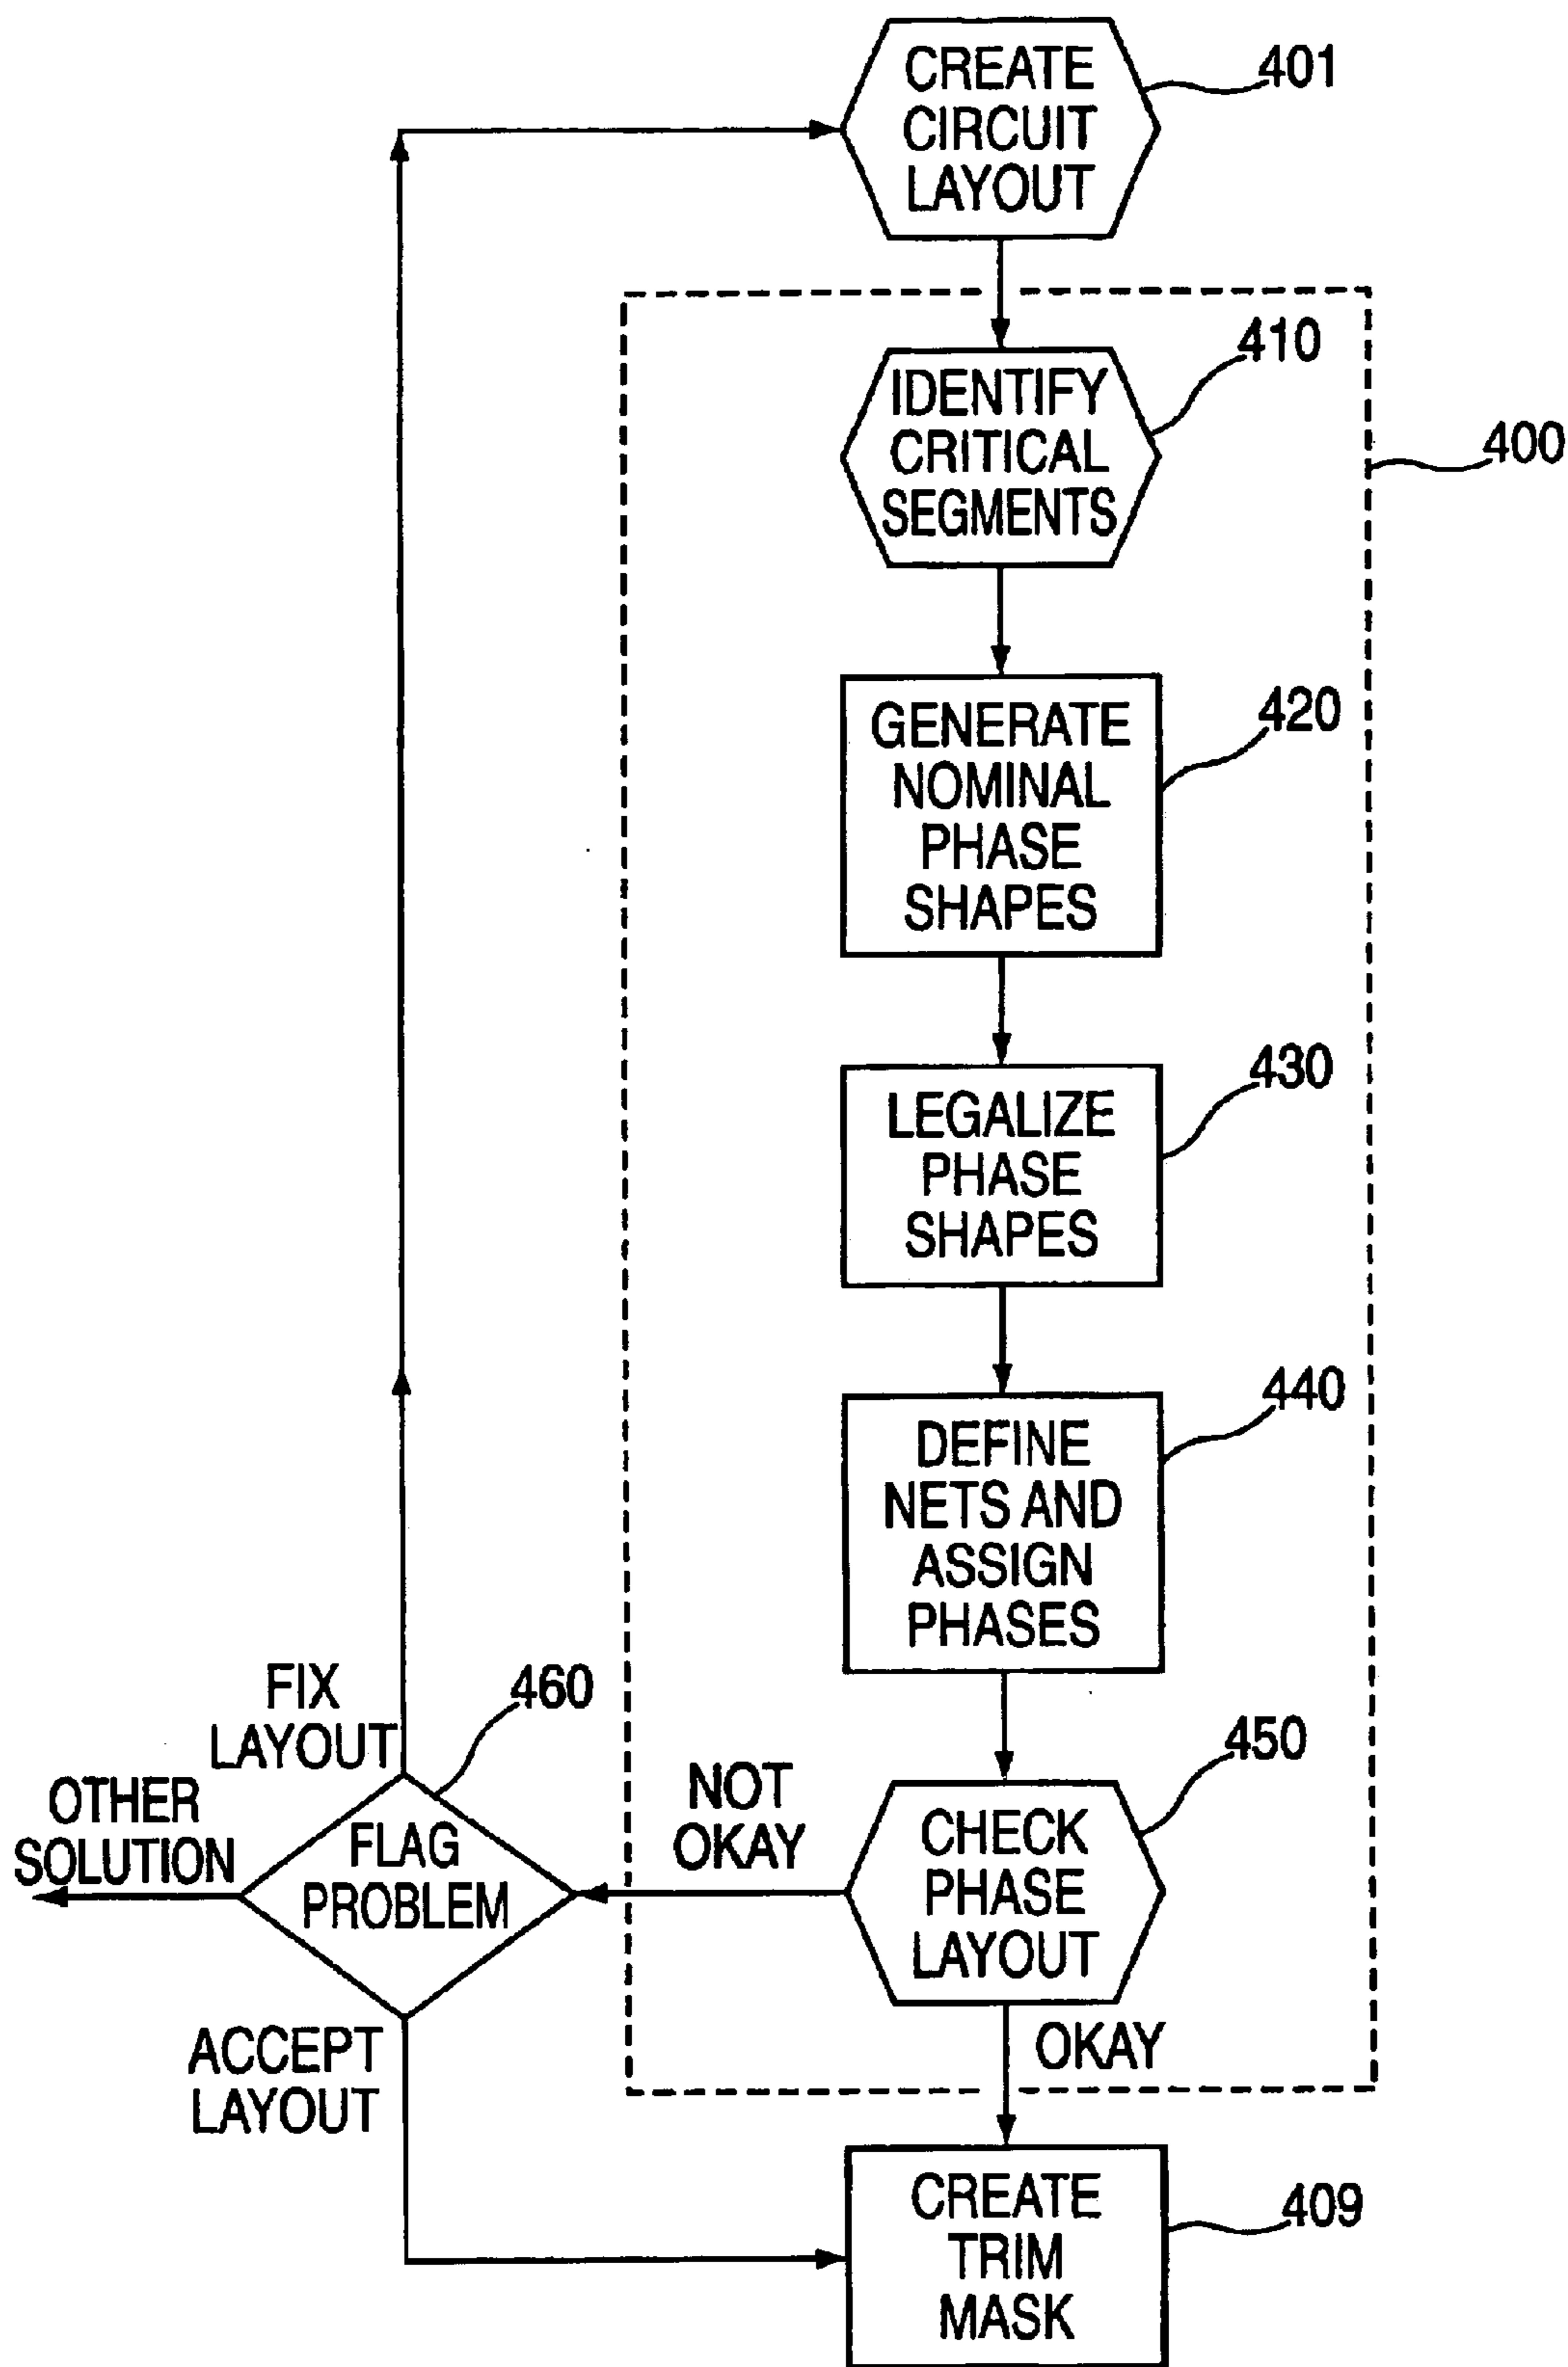 CREATE
CIRCUIT
LAYOUT
401
IDENTIFY
CRITICAL
SEGMENTS
410
400
GENERATE
NOMINAL
PHASE
SHAPES
420
LEGALIZE
PHASE
SHAPES
430
DEFINE
NETS AND
ASSIGN
PHASES
440
CHECK
PHASE
LAYOUT
450
NOT
OKAY
OKAY
FLAG
PROBLEM
460
FIX
LAYOUT
OTHER
SOLUTION
ACCEPT
LAYOUT
CREATE
TRIM
MASK
409